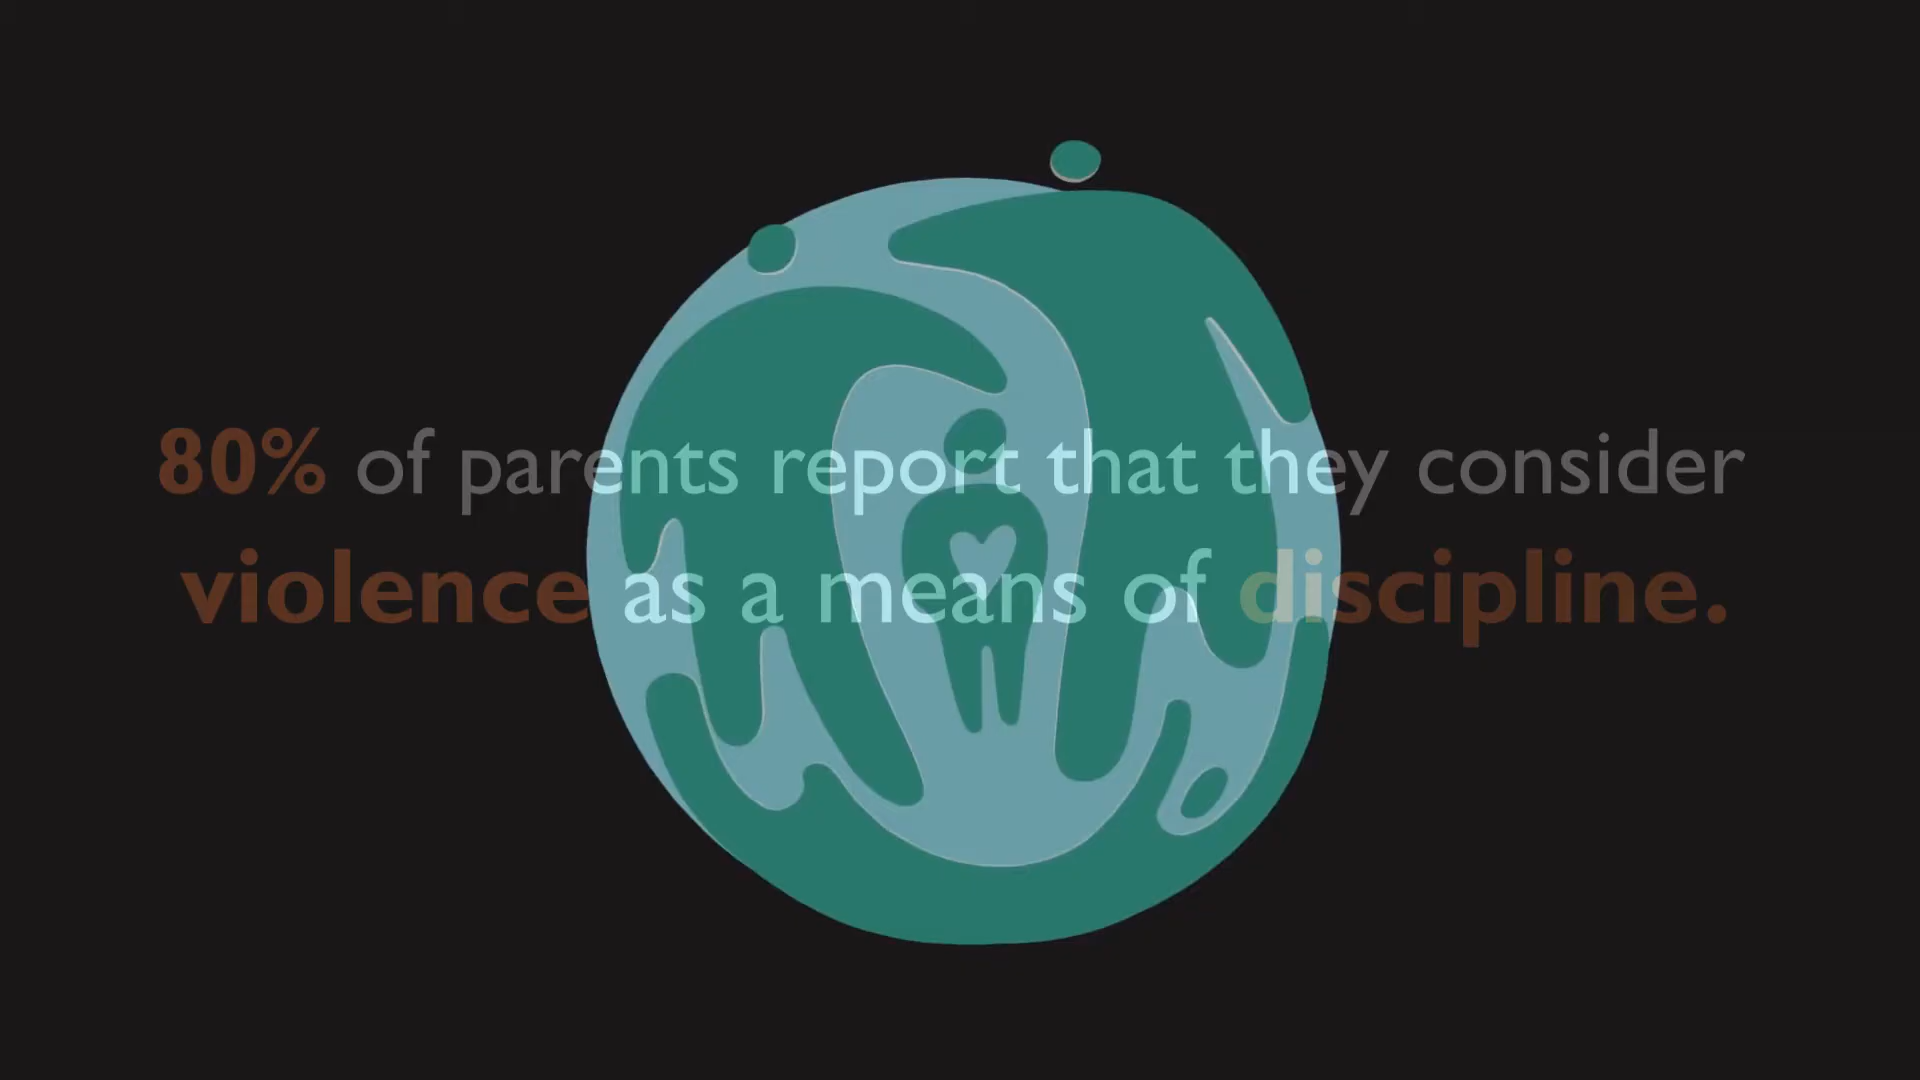 80% of parents report that they consider
violence as a means of discipline.